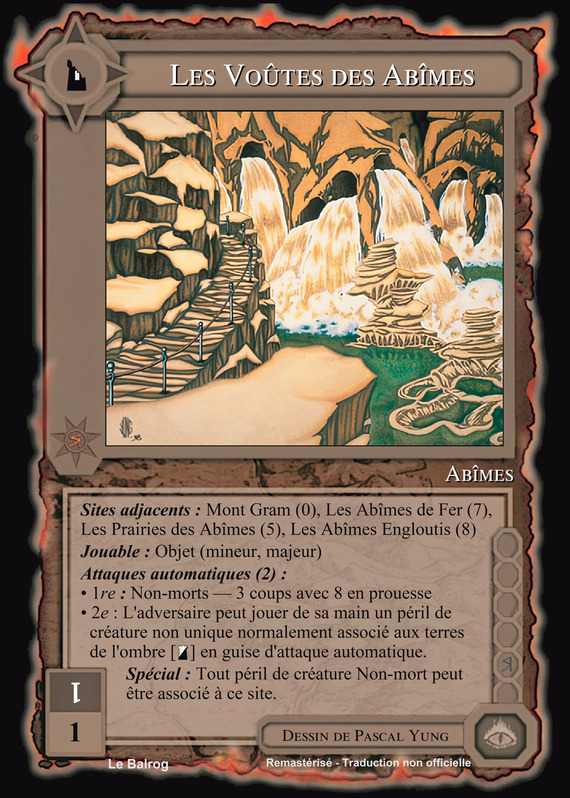 Les Voûtes des Abîmes
Abîmes
Sites adjacents : Mont Gram (0), Les Abîmes de Fer (7),
Les Prairies des Abîmes (5), Les Abîmes Engloutis (8)
Jouable : Objet (mineur, majeur)
Attaques automatiques (2) :
• 1re : Non-morts — 3 coups avec 8 en prouesse
• 2e : L'adversaire peut jouer de sa main un péril de
créature non unique normalement associé aux terres
de l'ombre [ ] en guise d'attaque automatique.
Spécial : Tout péril de créature Non-mort peut
être associé à ce site.
1
Dessin de Pascal Yung
Le Balrog
Remastérisé - Traduction non officielle